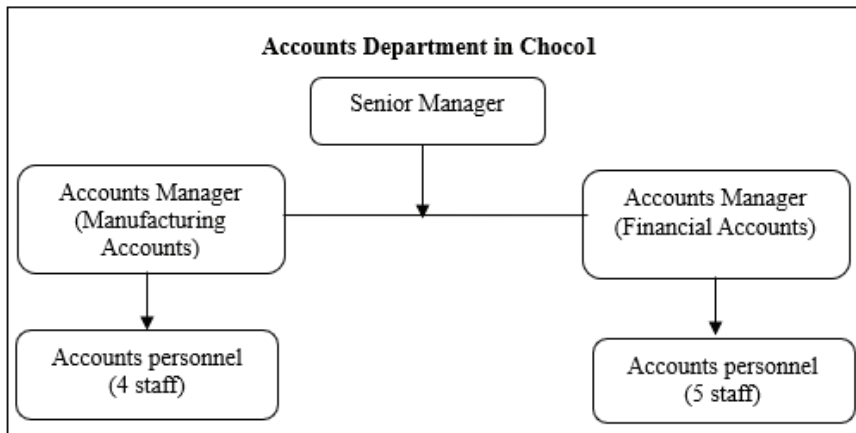 Accounts Department in Choco1
Senior Manager
Accounts Manager
(Manufacturing
Accounts)
Accounts Manager
(Financial Accounts)
Accounts personnel
(4 staff)
Accounts personnel
(5 staff)